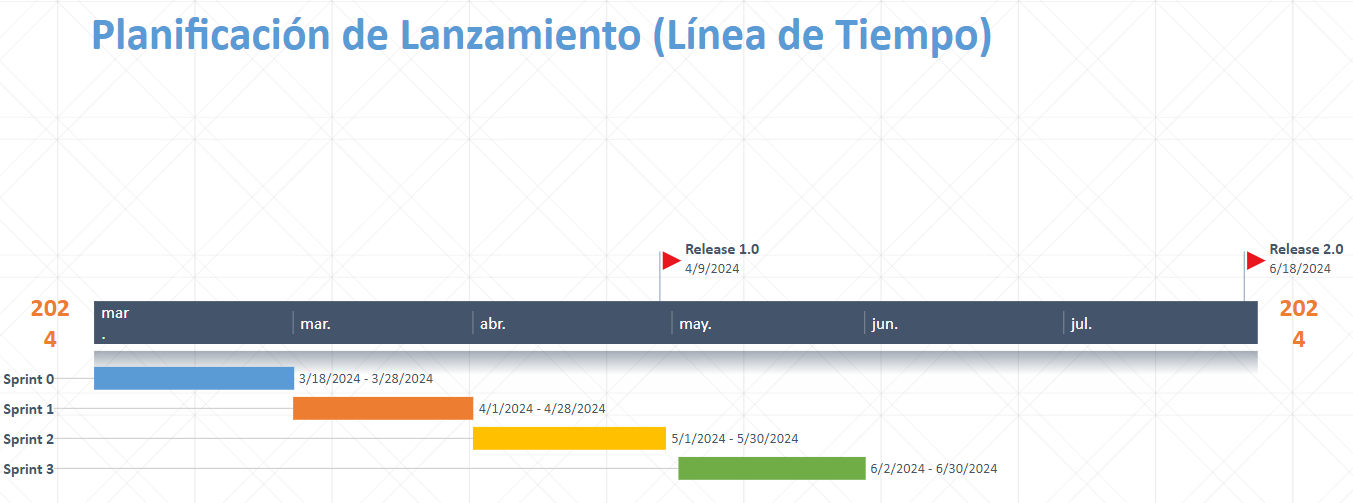 Planificación de Lanzamiento (Línea de Tiempo)
Release 1.0
4/9/2024
Release 2.0
6/18/2024
202
4
mar
.
mar.
abr.
may.
jun.
jul.
202
4
Sprint 0
3/18/2024 - 3/28/2024
Sprint 1
4/1/2024 - 4/28/2024
Sprint 2
5/1/2024 - 5/30/2024
Sprint 3
6/2/2024 - 6/30/2024